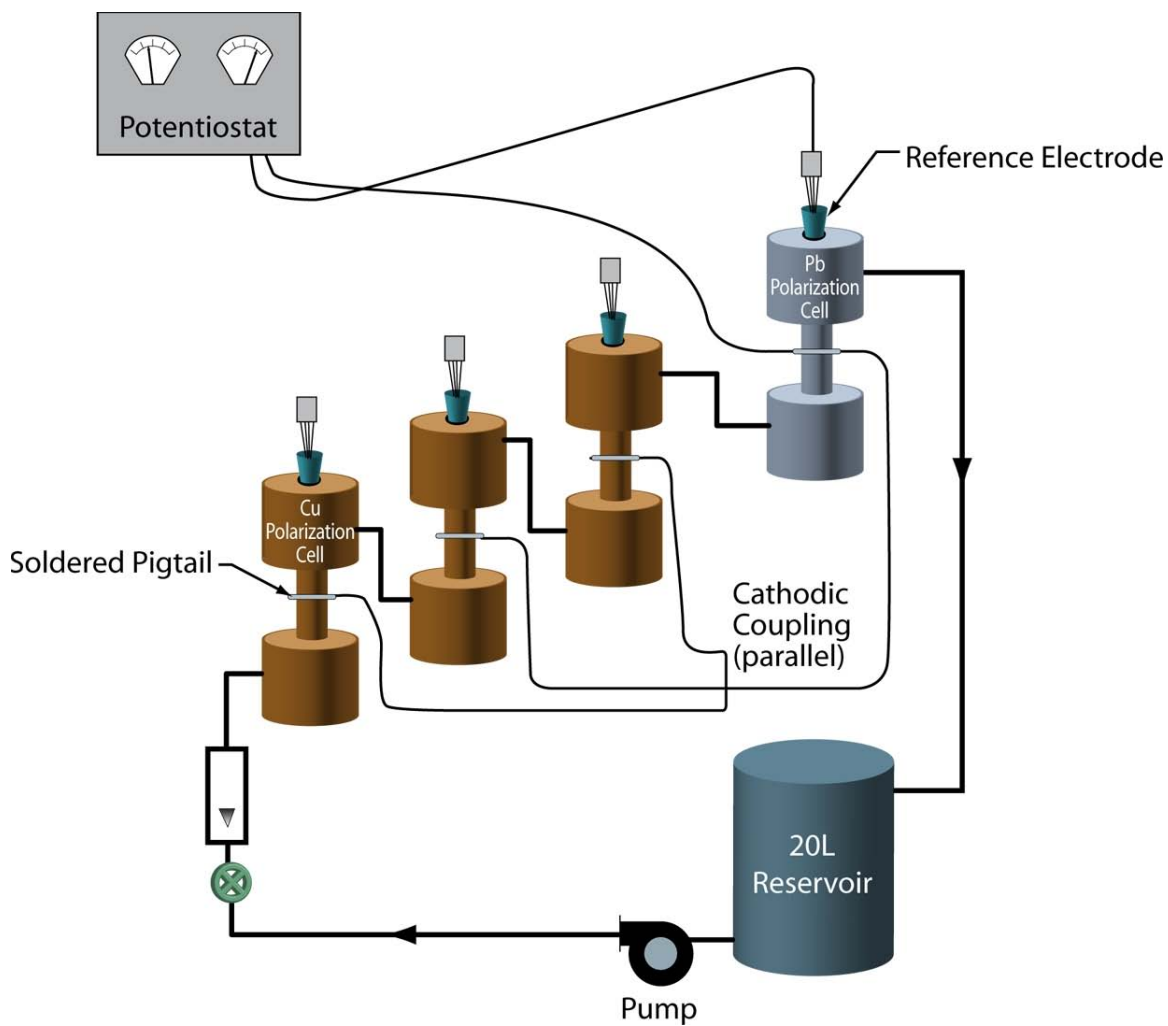 Potentiostat
Reference Electrode
Pb
Polarization
Cell
Cu
Polarization
Cell
Soldered Pigtail
Cathodic
Coupling
(parallel)
20L
Reservoir
Pump